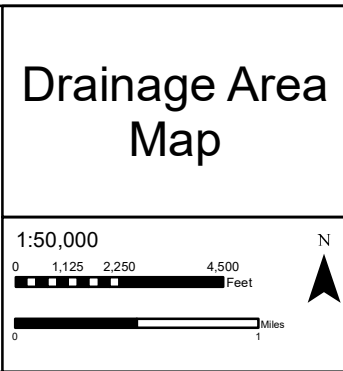 Drainage Area
Map
1:50,000
N
0 1,125 2,250 4,500
Feet
Miles
0 1